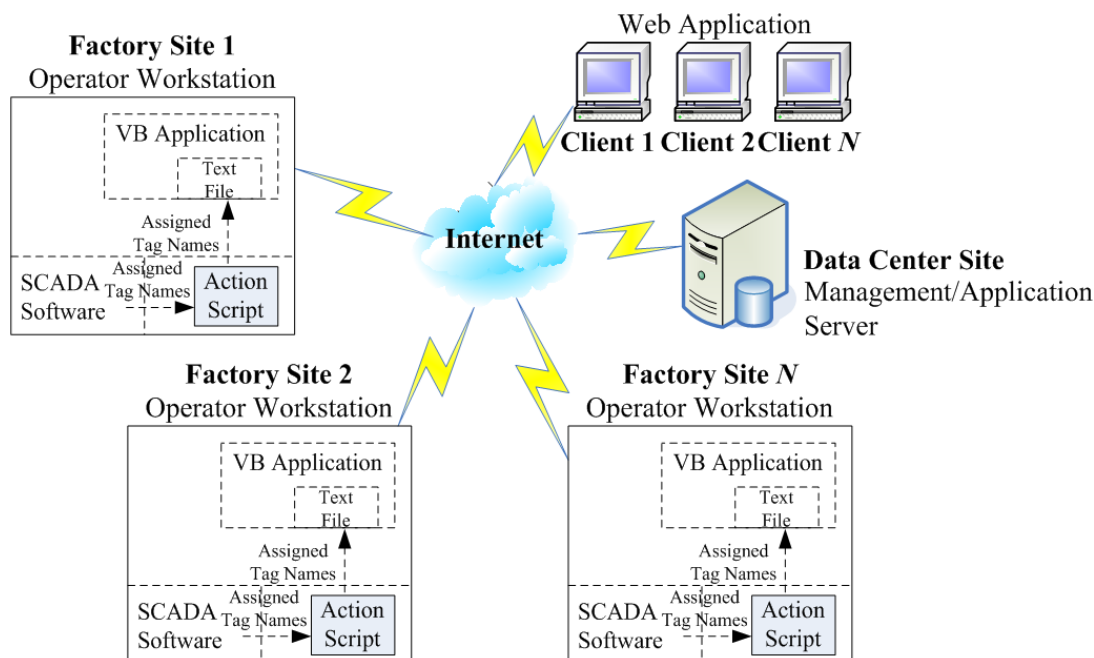 Factory Site 1
Operator Workstation
VB Application
Text
File
Assigned
Tag Names
SCADA
Software
Assigned
Tag Names
Action
Script
Web Application
Client 1
Client 2
Client N
Internet
Data Center Site
Management/Application
Server
Factory Site 2
Operator Workstation
VB Application
Text
File
Assigned
Tag Names
SCADA
Software
Assigned
Tag Names
Action
Script
Factory Site N
Operator Workstation
VB Application
Text
File
Assigned
Tag Names
SCADA
Software
Assigned
Tag Names
Action
Script